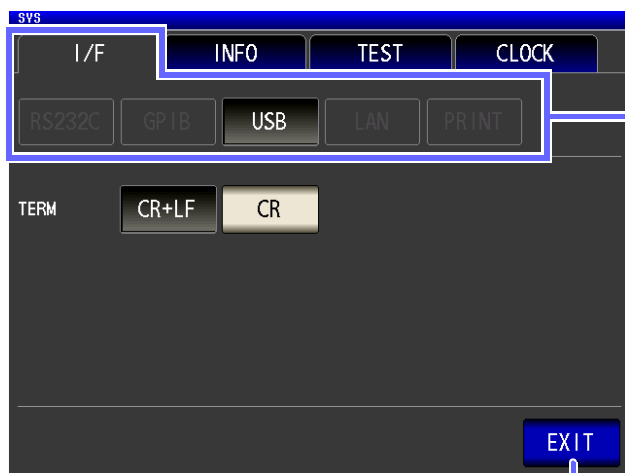 SYS
I/F INFO TEST CLOCK
RS232C GPIB USB LAN PRINT
TERM CR+LF CR
EXIT